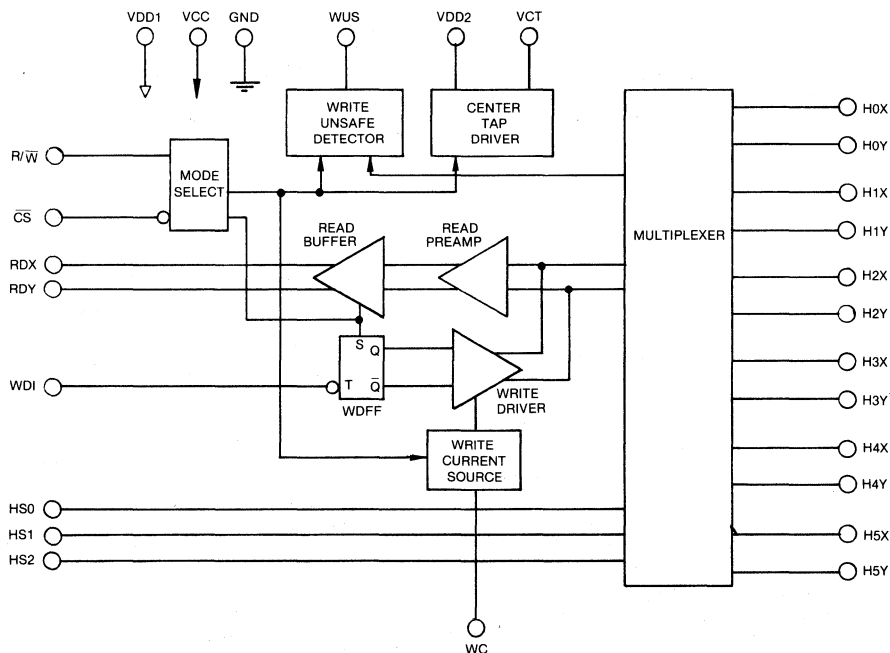 VDD1 VCC GND WUS VDD2 VCT
WRITE
UNSAFE
DETECTOR
CENTER
TAP
DRIVER
R/W̅
C̅S̅
MODE
SELECT
RDX
RDY
READ
BUFFER
READ
PREAMP
S
Q
T
Q̅
WDFF
WDI
WRITE
DRIVER
WRITE
CURRENT
SOURCE
HS0
HS1
HS2
WC
MULTIPLEXER
H0X
H0Y
H1X
H1Y
H2X
H2Y
H3X
H3Y
H4X
H4Y
H5X
H5Y